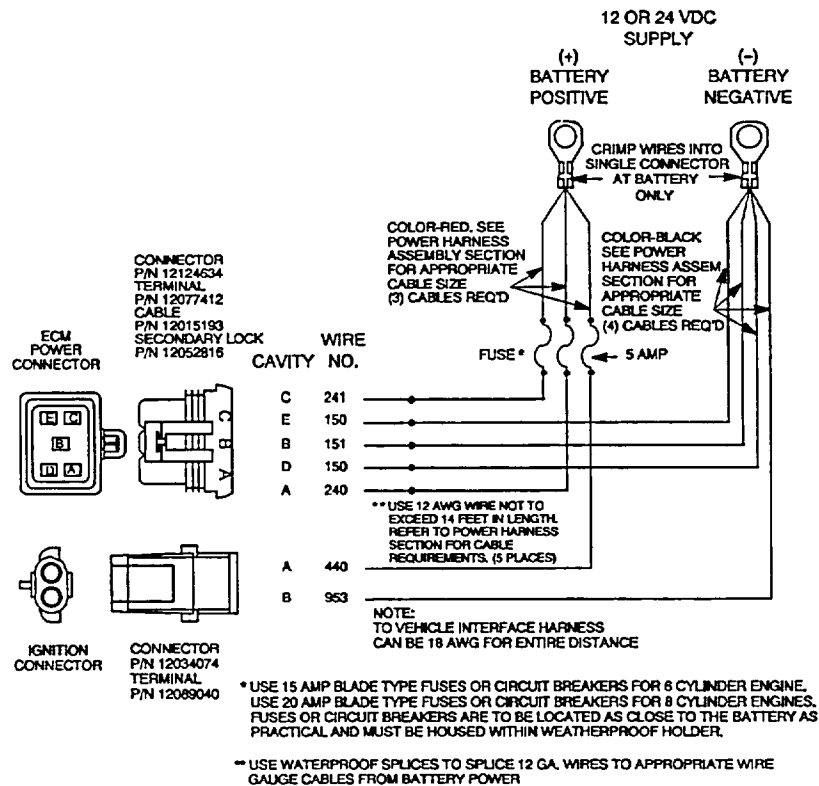 12 OR 24 VDC
SUPPLY
(+)
BATTERY
POSITIVE
(–)
BATTERY
NEGATIVE
CRIMP WIRES INTO
SINGLE CONNECTOR
AT BATTERY
ONLY
COLOR-RED. SEE
POWER HARNESS
ASSEMBLY SECTION
FOR APPROPRIATE
CABLE SIZE
(3) CABLES REQ'D
COLOR-BLACK
SEE POWER
HARNESS ASSEM
SECTION FOR
APPROPRIATE
CABLE SIZE
(4) CABLES REQ'D
CONNECTOR
P/N 12124634
TERMINAL
P/N 12077412
CABLE
P/N 12015193
SECONDARY LOCK
P/N 12052816
ECM
POWER
CONNECTOR
CAVITY
WIRE
NO.
FUSE *
5 AMP
E C
B
D A
C B A
C 241
E 150
B 151
D 150
A 240
** USE 12 AWG WIRE NOT TO
EXCEED 14 FEET IN LENGTH.
REFER TO POWER HARNESS
SECTION FOR CABLE
REQUIREMENTS. (5 PLACES)
A 440
B 953
NOTE:
TO VEHICLE INTERFACE HARNESS
CAN BE 18 AWG FOR ENTIRE DISTANCE
IGNITION
CONNECTOR
CONNECTOR
P/N 12034074
TERMINAL
P/N 12089040
* USE 15 AMP BLADE TYPE FUSES OR CIRCUIT BREAKERS FOR 6 CYLINDER ENGINE.
USE 20 AMP BLADE TYPE FUSES OR CIRCUIT BREAKERS FOR 8 CYLINDER ENGINES.
FUSES OR CIRCUIT BREAKERS ARE TO BE LOCATED AS CLOSE TO THE BATTERY AS
PRACTICAL AND MUST BE HOUSED WITHIN WEATHERPROOF HOLDER.
** USE WATERPROOF SPLICES TO SPLICE 12 GA. WIRES TO APPROPRIATE WIRE
GAUGE CABLES FROM BATTERY POWER